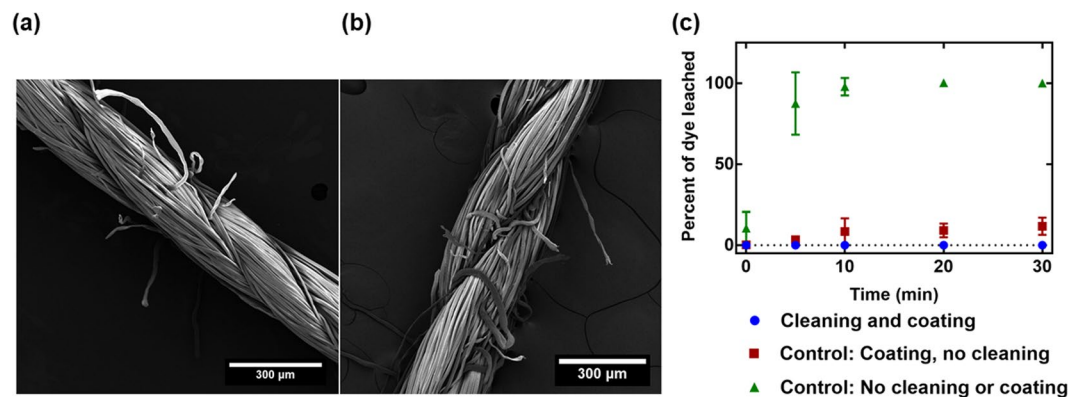 (a)
(b)
(c)
300 µm
300 µm
Percent of dye leached
100
50
0
0
10
20
30
Time (min)
Cleaning and coating
Control: Coating, no cleaning
Control: No cleaning or coating